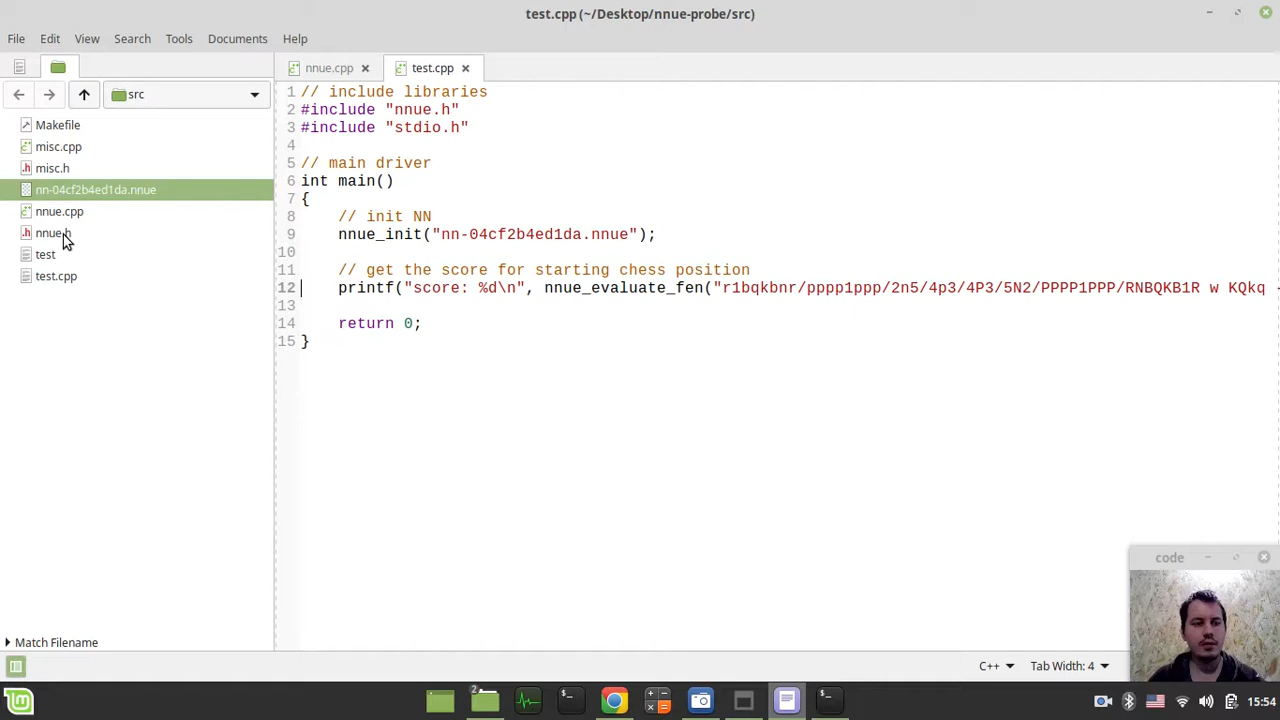 test.cpp (~/Desktop/nnue-probe/src)
File Edit View Search Tools Documents Help
nnue.cpp test.cpp
src
Makefile
misc.cpp
misc.h
nn-04cf2b4ed1da.nnue
nnue.cpp
nnue.h
test
test.cpp
1 // include libraries
2 #include "nnue.h"
3 #include "stdio.h"
4
5 // main driver
6 int main()
7 {
8 // init NN
9 nnue_init("nn-04cf2b4ed1da.nnue");
10
11 // get the score for starting chess position
12 printf("score: %d\n", nnue_evaluate_fen("r1bqkbnr/pppp1ppp/2n5/4p3/4P3/5N2/PPPP1PPP/RNBQKB1R w KQkq -
13
14 return 0;
15 }
code
Match Filename
C++ Tab Width: 4
2
15:54